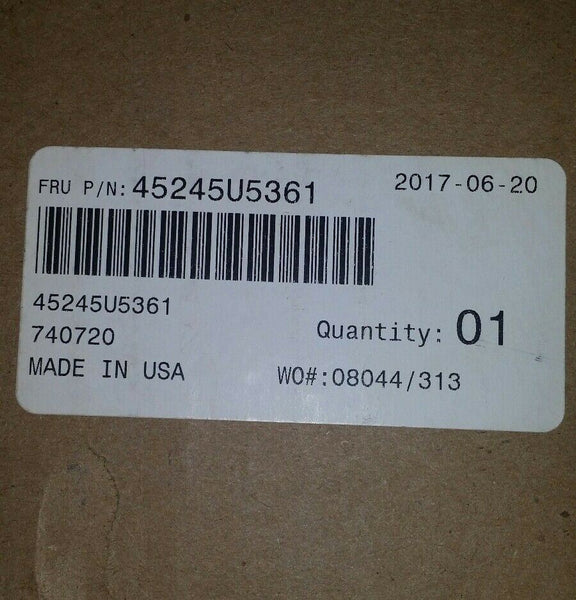 FRU P/N: 45245U5361
2017-06-20
45245U5361
740720
Quantity: 01
MADE IN USA
WO#:08044/313